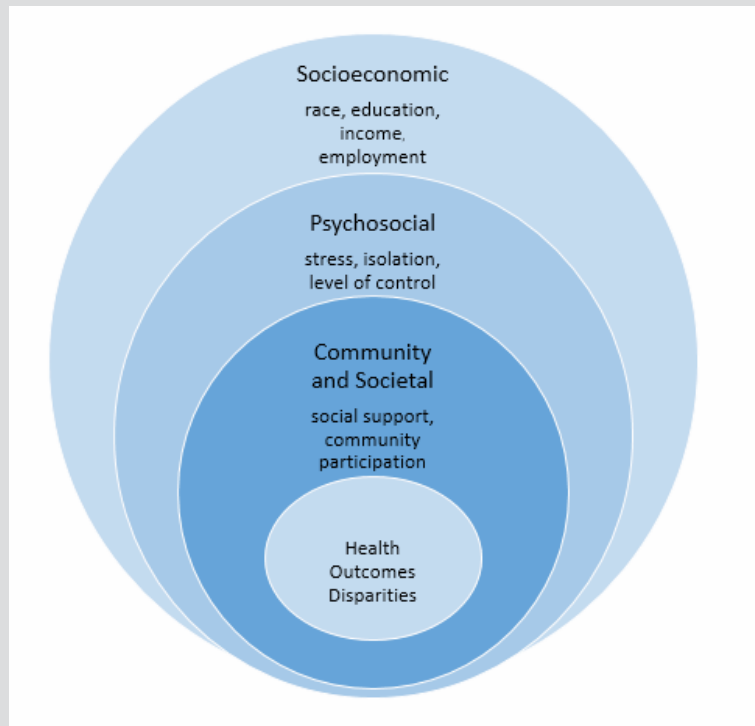 Socioeconomic
race, education,
income,
employment
Psychosocial
stress, isolation,
level of control
Community
and Societal
social support,
community
participation
Health
Outcomes
Disparities